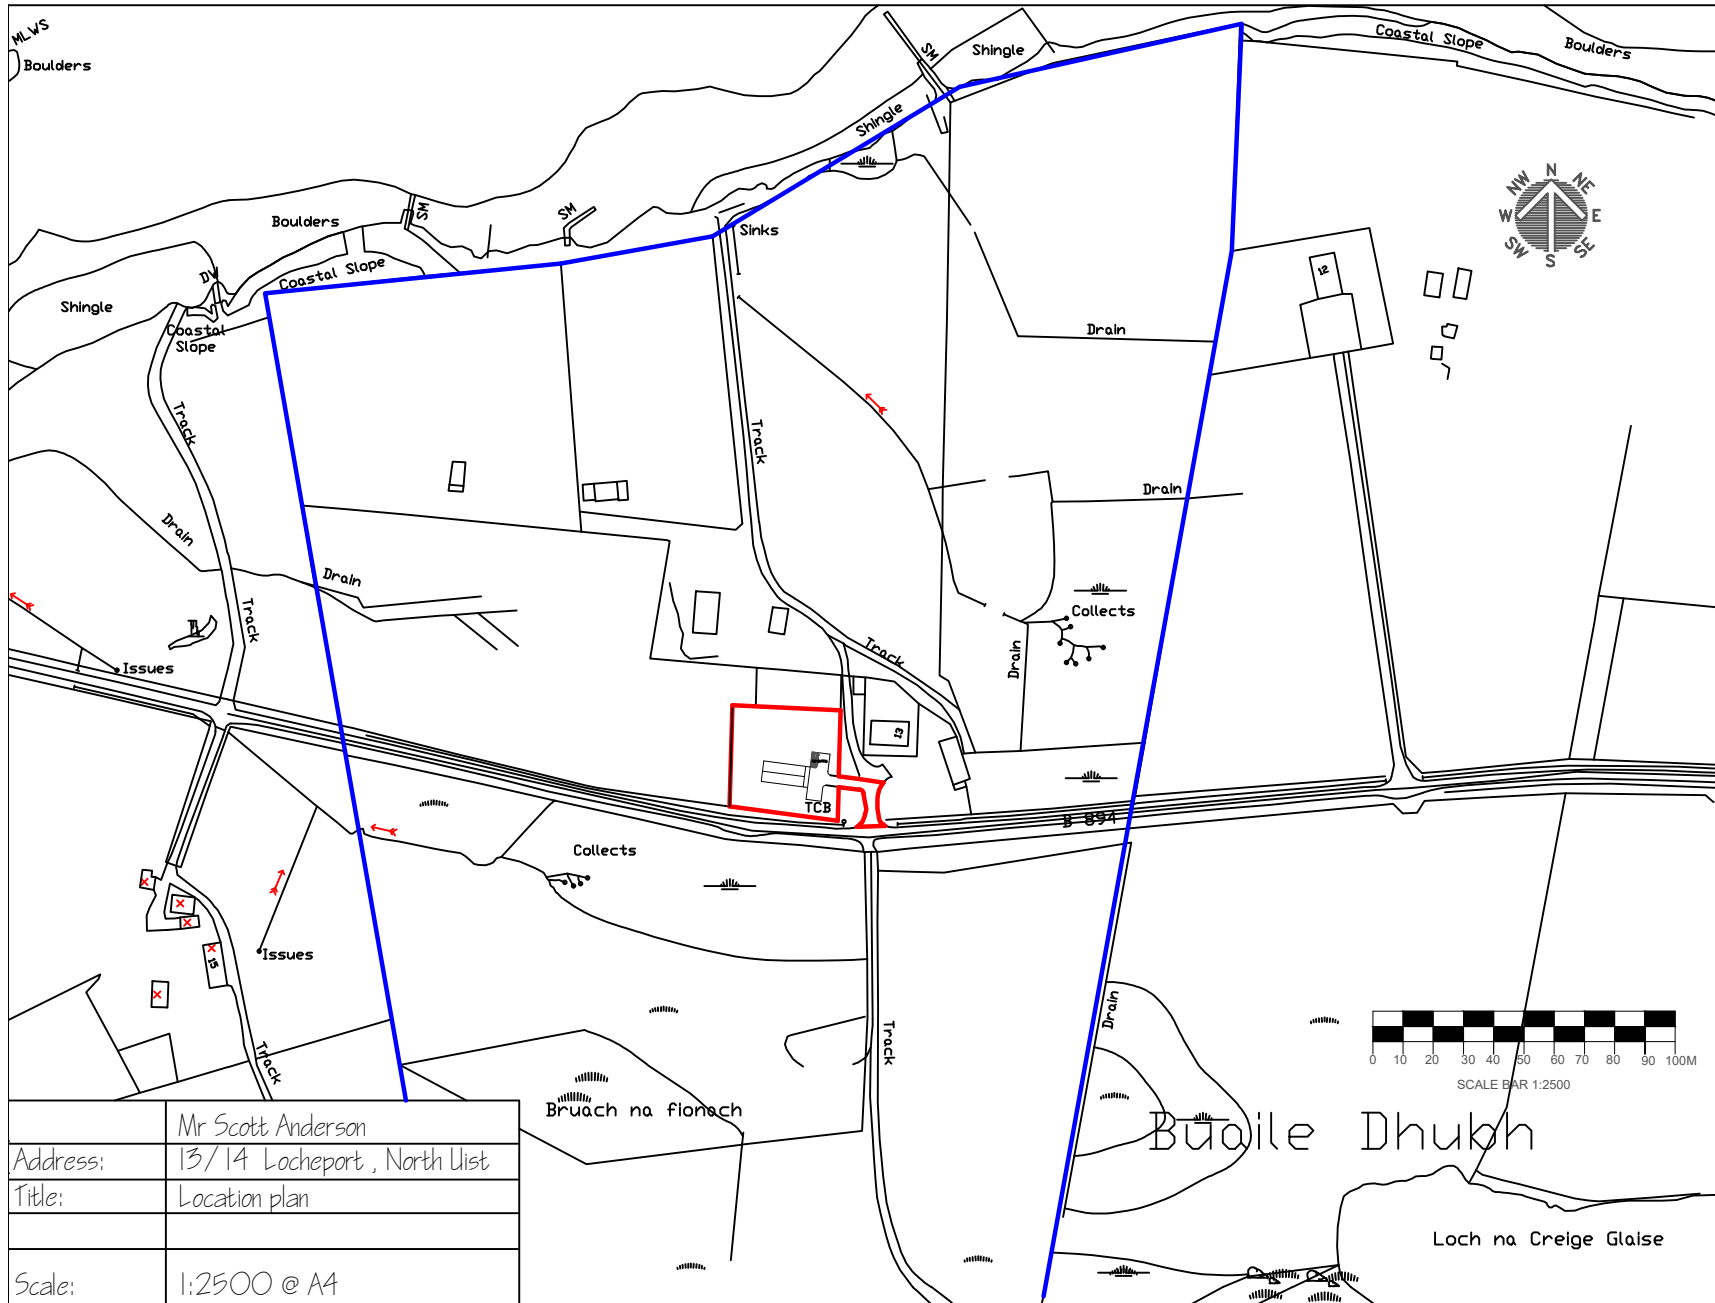 MLWS
Boulders
SM
Shingle
Coastal Slope
Boulders
Shingle
N
NW
NE
W
E
SW
SE
S
Boulders
SM
SM
Sinks
DW
Coastal Slope
Shingle
Coastal
Slope
12
Drain
Track
Track
Drain
Drain
Drain
Track
Collects
Issues
Track
Drain
13
TCB
B 894
Collects
15
Issues
Track
Track
Drain
0 10 20 30 40 50 60 70 80 90 100M
SCALE BAR 1:2500
Bruach na fionach
Buaile Dhubh
Loch na Creige Glaise
Mr Scott Anderson
Address: 13/14 Locheport , North Uist
Title: Location plan
Scale: 1:2500 @ A4